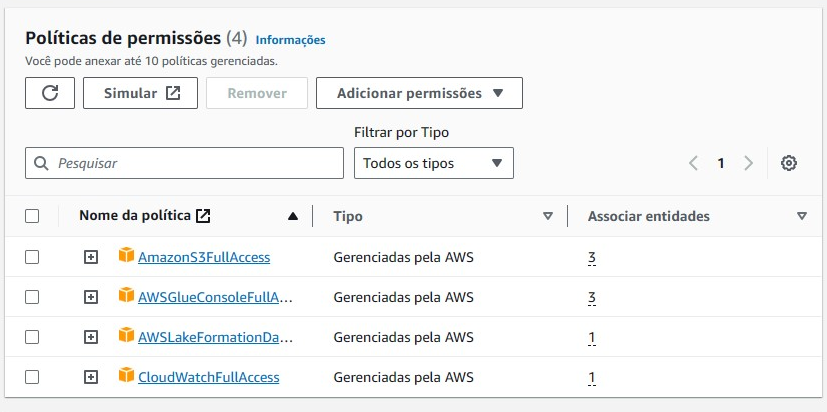 Políticas de permissões (4) Informações
Você pode anexar até 10 políticas gerenciadas.
Simular Remover Adicionar permissões
Filtrar por Tipo
Pesquisar Todos os tipos 1
Nome da política Tipo Associar entidades
AmazonS3FullAccess Gerenciadas pela AWS 3
AWSGlueConsoleFullA... Gerenciadas pela AWS 3
AWSLakeFormationDa... Gerenciadas pela AWS 1
CloudWatchFullAccess Gerenciadas pela AWS 1